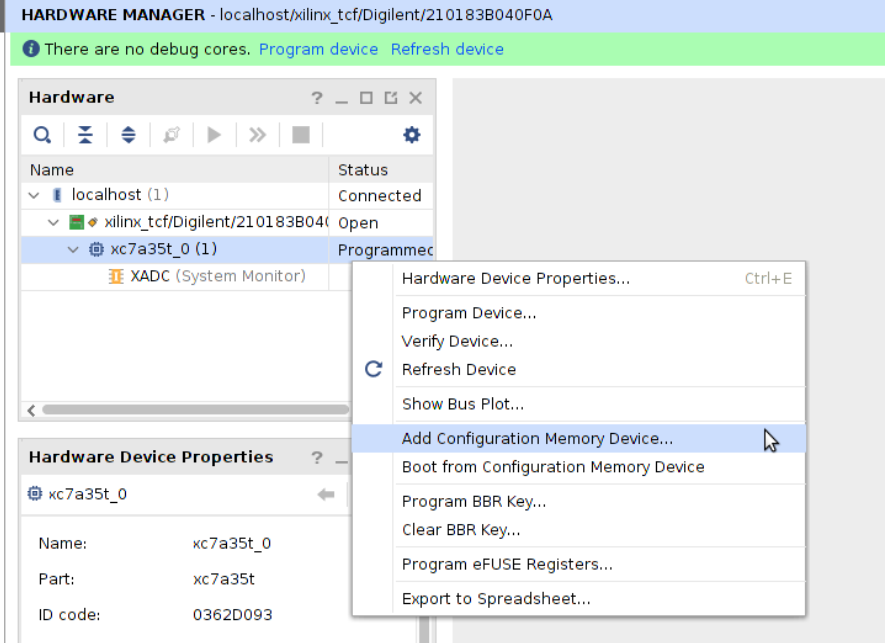 HARDWARE MANAGER - localhost/xilinx_tcf/Digilent/210183B040F0A
There are no debug cores. Program device Refresh device
Hardware
Name Status
localhost (1) Connected
xilinx_tcf/Digilent/210183B040 Open
xc7a35t_0 (1) Programmed
XADC (System Monitor)
Hardware Device Properties... Ctrl+E
Program Device...
Verify Device...
Refresh Device
Show Bus Plot...
Add Configuration Memory Device...
Boot from Configuration Memory Device
Program BBR Key...
Clear BBR Key...
Program eFUSE Registers...
Export to Spreadsheet...
Hardware Device Properties
xc7a35t_0
Name: xc7a35t_0
Part: xc7a35t
ID code: 0362D093